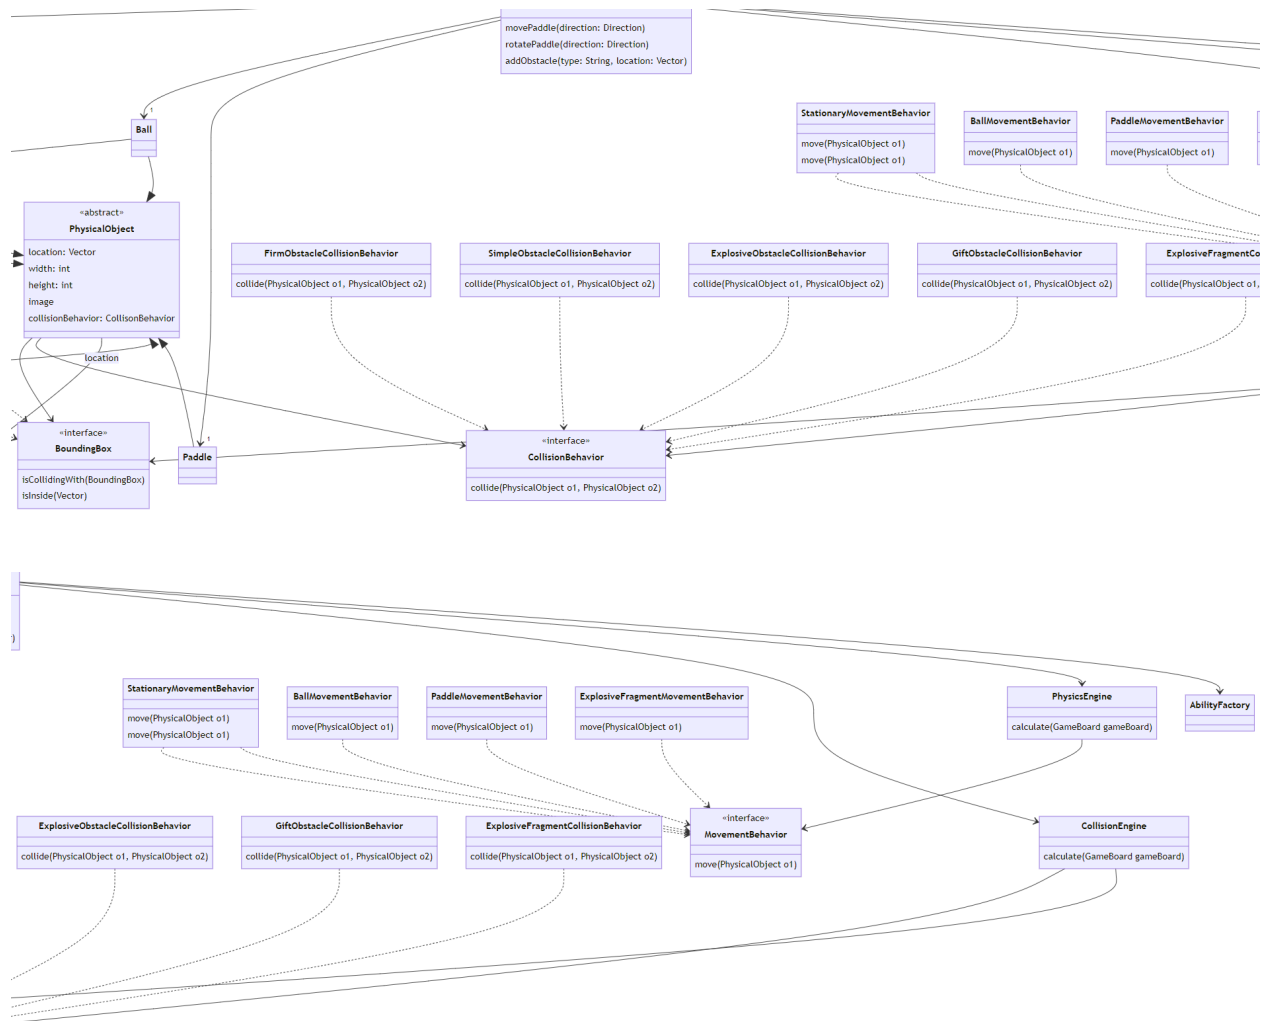 movePaddle(direction: Direction)
rotatePaddle(direction: Direction)
addObstacle(type: String, location: Vector)
1
Ball
StationaryMovementBehavior
move(PhysicalObject o1)
move(PhysicalObject o1)
BallMovementBehavior
move(PhysicalObject o1)
PaddleMovementBehavior
move(PhysicalObject o1)
«abstract»
PhysicalObject
location: Vector
width: int
height: int
image
collisionBehavior: CollisonBehavior
FirmObstacleCollisionBehavior
collide(PhysicalObject o1, PhysicalObject o2)
SimpleObstacleCollisionBehavior
collide(PhysicalObject o1, PhysicalObject o2)
ExplosiveObstacleCollisionBehavior
collide(PhysicalObject o1, PhysicalObject o2)
GiftObstacleCollisionBehavior
collide(PhysicalObject o1, PhysicalObject o2)
ExplosiveFragmentCo
collide(PhysicalObject o1,
location
«interface»
BoundingBox
isCollidingWith(BoundingBox)
isInside(Vector)
1
Paddle
«interface»
CollisionBehavior
collide(PhysicalObject o1, PhysicalObject o2)
)
StationaryMovementBehavior
move(PhysicalObject o1)
move(PhysicalObject o1)
BallMovementBehavior
move(PhysicalObject o1)
PaddleMovementBehavior
move(PhysicalObject o1)
ExplosiveFragmentMovementBehavior
move(PhysicalObject o1)
PhysicsEngine
calculate(GameBoard gameBoard)
AbilityFactory
ExplosiveObstacleCollisionBehavior
collide(PhysicalObject o1, PhysicalObject o2)
GiftObstacleCollisionBehavior
collide(PhysicalObject o1, PhysicalObject o2)
ExplosiveFragmentCollisionBehavior
collide(PhysicalObject o1, PhysicalObject o2)
«interface»
MovementBehavior
move(PhysicalObject o1)
CollisionEngine
calculate(GameBoard gameBoard)